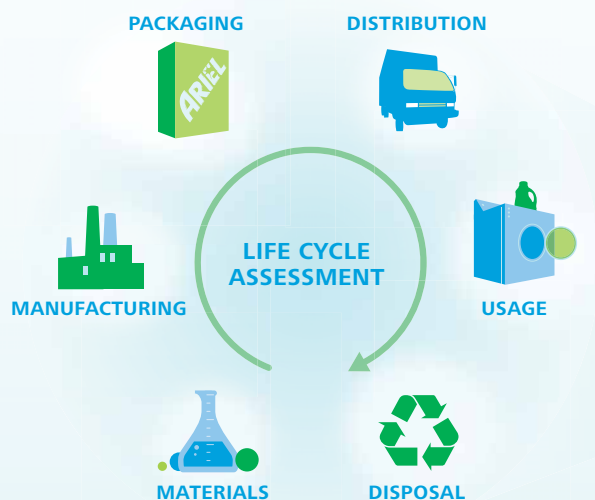 PACKAGING
DISTRIBUTION
ARIEL
LIFE CYCLE
ASSESSMENT
MANUFACTURING
USAGE
MATERIALS
DISPOSAL